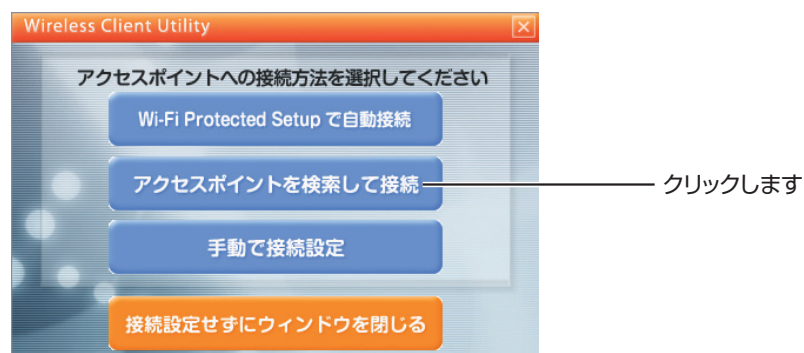 Wireless Client Utility
アクセスポイントへの接続方法を選択してください
Wi-Fi Protected Setup で自動接続
アクセスポイントを検索して接続
クリックします
手動で接続設定
接続設定せずにウィンドウを閉じる